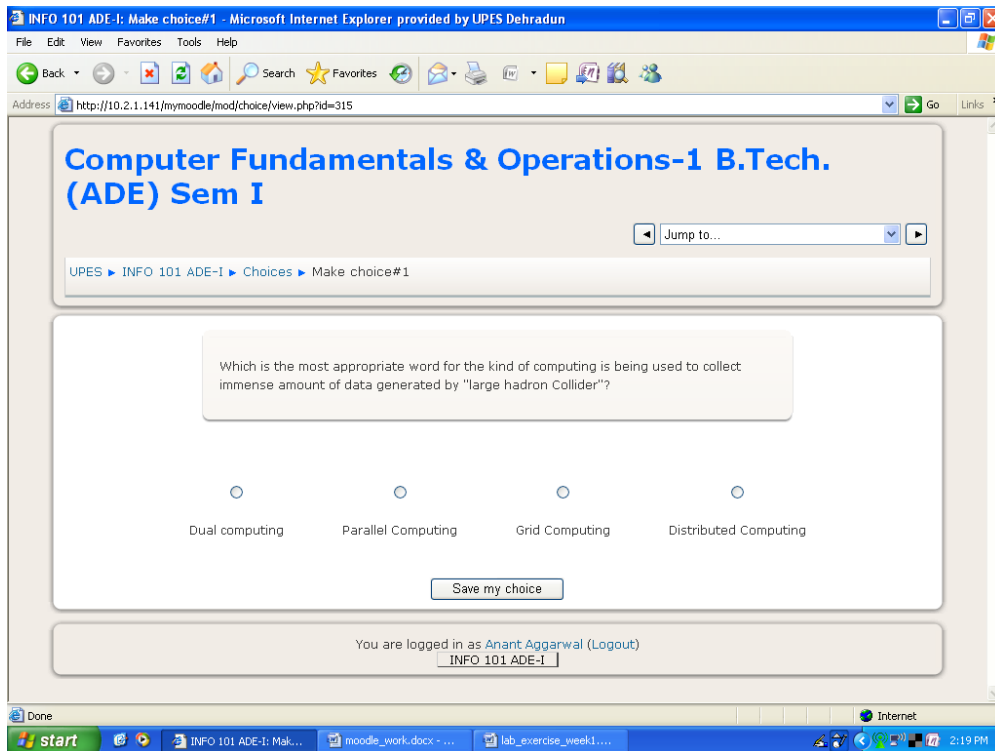 INFO 101 ADE-I: Make choice#1 - Microsoft Internet Explorer provided by UPES Dehradun
File Edit View Favorites Tools Help
Back Search Favorites
Address http://10.2.1.141/mymoodle/mod/choice/view.php?id=315 Go Links
Computer Fundamentals & Operations-1 B.Tech.
(ADE) Sem I
Jump to...
UPES ► INFO 101 ADE-I ► Choices ► Make choice#1
Which is the most appropriate word for the kind of computing is being used to collect
immense amount of data generated by "large hadron Collider"?
Dual computing Parallel Computing Grid Computing Distributed Computing
Save my choice
You are logged in as Anant Aggarwal (Logout)
INFO 101 ADE-I
Done Internet
start INFO 101 ADE-I: Mak... moodle_work.docx - ... lab_exercise_week1.... 2:19 PM